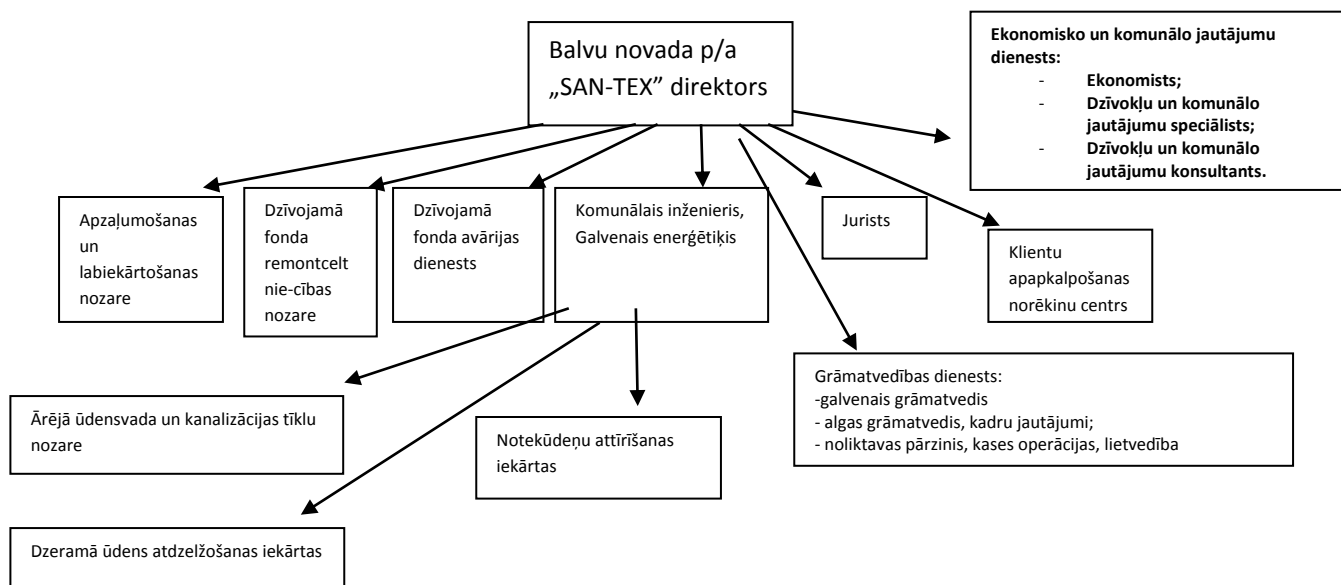 Balvu novada p/a
„SAN-TEX” direktors
Ekonomisko un komunālo jautājumu
dienests:
- Ekonomists;
- Dzīvokļu un komunālo
jautājumu speciālists;
- Dzīvokļu un komunālo
jautājumu konsultants.
Apzaļumošanas
un
labiekārtošanas
nozare
Dzīvojamā
fonda
remontcelt
nie-cības
nozare
Dzīvojamā
fonda avārijas
dienests
Komunālais inženieris,
Galvenais enerģētiķis
Jurists
Klientu
apapkalpošanas
norēkinu centrs
Ārējā ūdensvada un kanalizācijas tīklu
nozare
Notekūdeņu attīrīšanas
iekārtas
Grāmatvedības dienests:
-galvenais grāmatvedis
- algas grāmatvedis, kadru jautājumi;
- noliktavas pārzinis, kases operācijas, lietvedība
Dzeramā ūdens atdzelžošanas iekārtas